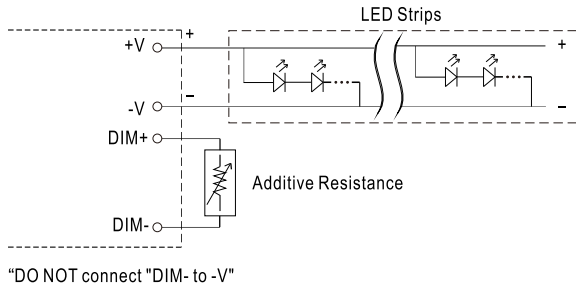 LED Strips
+V
+
+
-V
–
–
DIM+
Additive Resistance
DIM-
“DO NOT connect "DIM- to -V"